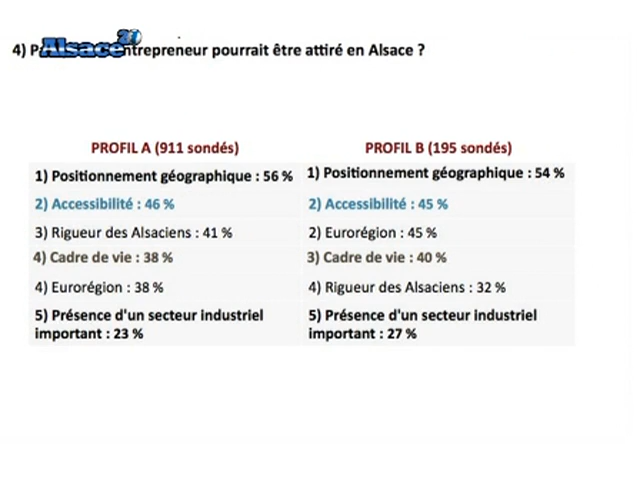 Alsace 20
4) P ntrepreneur pourrait être attiré en Alsace ?
PROFIL A (911 sondés)
1) Positionnement géographique : 56 %
2) Accessibilité : 46 %
3) Rigueur des Alsaciens : 41 %
4) Cadre de vie : 38 %
4) Eurorégion : 38 %
5) Présence d'un secteur industriel
important : 23 %
PROFIL B (195 sondés)
1) Positionnement géographique : 54 %
2) Accessibilité : 45 %
2) Eurorégion : 45 %
3) Cadre de vie : 40 %
4) Rigueur des Alsaciens : 32 %
5) Présence d'un secteur industriel
important : 27 %